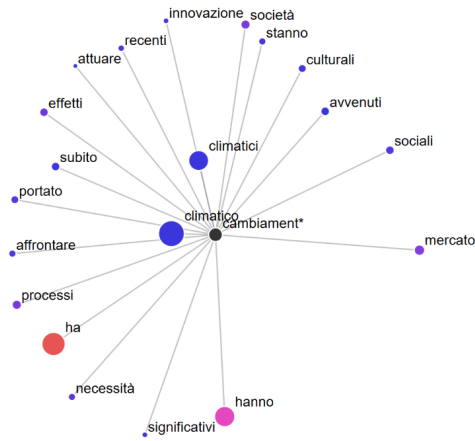 innovazione
società
recenti
stanno
attuare
culturali
effetti
avvenuti
climatici
sociali
subito
portato
climatico
cambiament*
affrontare
mercato
processi
ha
necessità
hanno
significativi